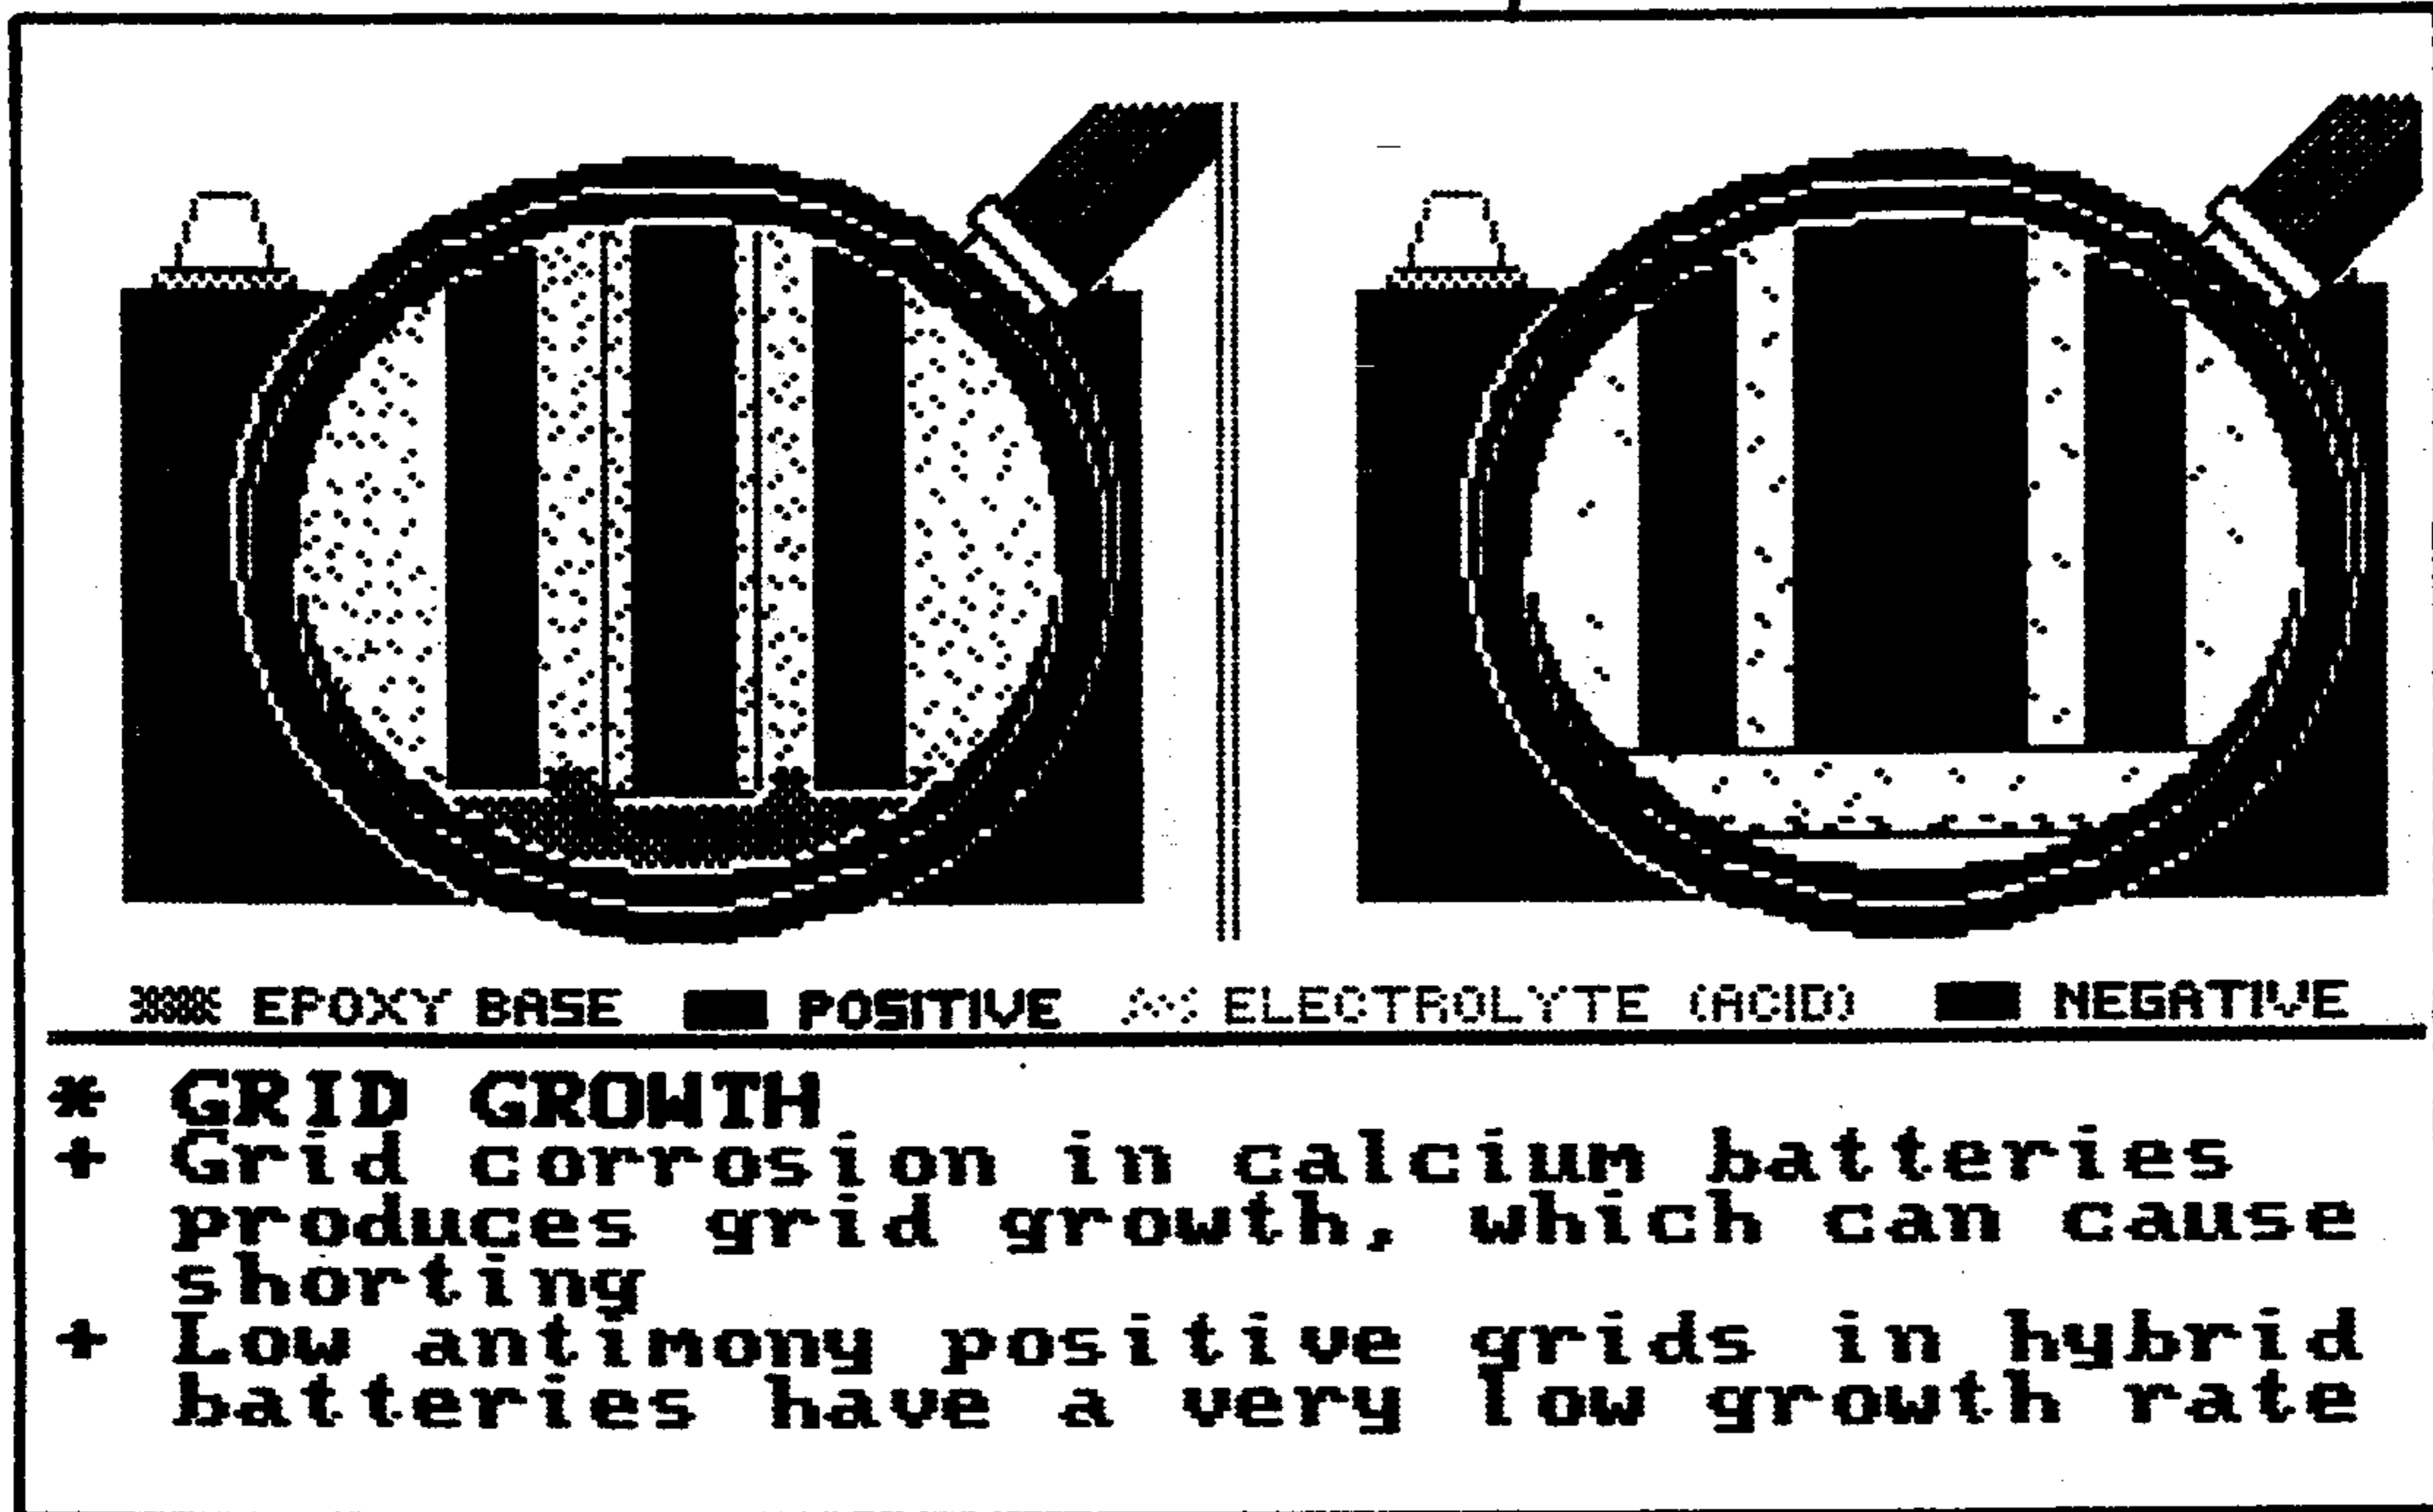 EPOXY BASE POSITIVE ELECTROLYTE (ACID) NEGATIVE
* GRID GROWTH
+ Grid corrosion in calcium batteries
produces grid growth, which can cause
shorting
+ Low antimony positive grids in hybrid
batteries have a very low growth rate